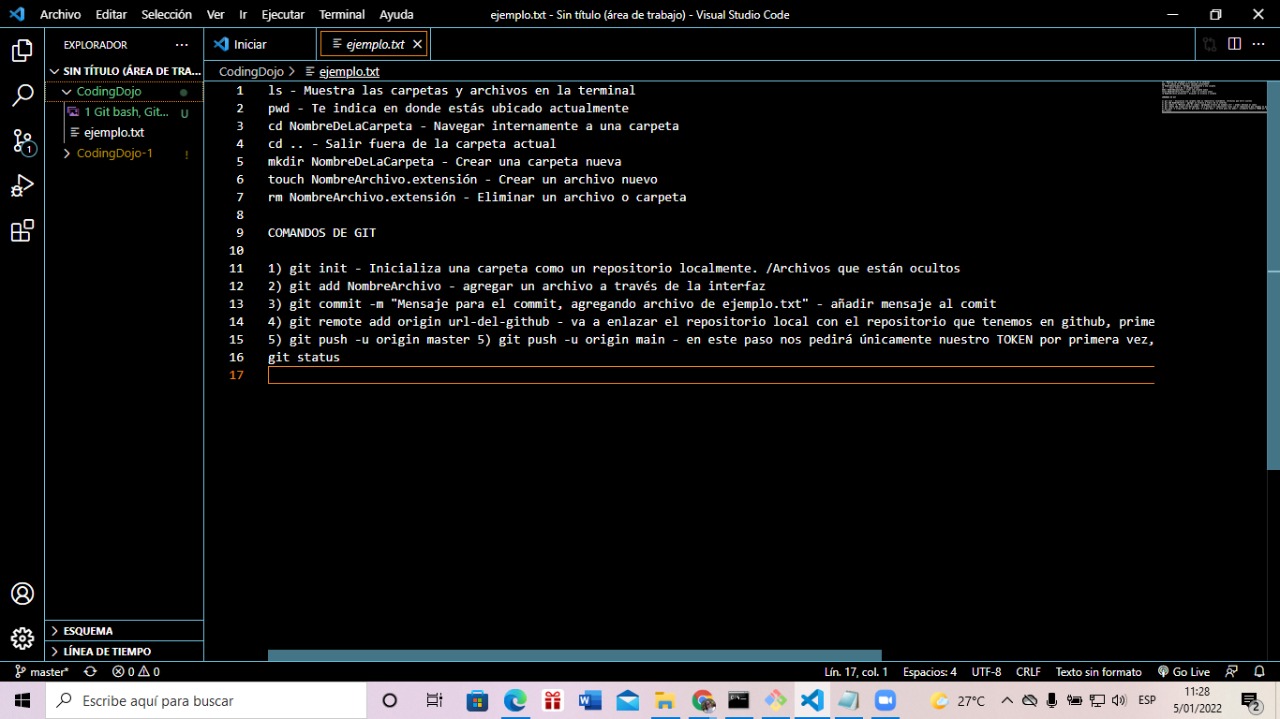 Archivo Editar Selección Ver Ir Ejecutar Terminal Ayuda
ejemplo.txt - Sin título (área de trabajo) - Visual Studio Code
EXPLORADOR
Iniciar
ejemplo.txt
SIN TÍTULO (ÁREA DE TRA...
CodingDojo > ejemplo.txt
CodingDojo
1 Git bash, Git... U
ejemplo.txt
CodingDojo-1 !
1 ls - Muestra las carpetas y archivos en la terminal
2 pwd - Te indica en donde estás ubicado actualmente
3 cd NombreDeLaCarpeta - Navegar internamente a una carpeta
4 cd .. - Salir fuera de la carpeta actual
5 mkdir NombreDeLaCarpeta - Crear una carpeta nueva
6 touch NombreArchivo.extensión - Crear un archivo nuevo
7 rm NombreArchivo.extensión - Eliminar un archivo o carpeta
8
9 COMANDOS DE GIT
10
11 1) git init - Inicializa una carpeta como un repositorio localmente. /Archivos que están ocultos
12 2) git add NombreArchivo - agregar un archivo a través de la interfaz
13 3) git commit -m "Mensaje para el commit, agregando archivo de ejemplo.txt" - añadir mensaje al comit
14 4) git remote add origin url-del-github - va a enlazar el repositorio local con el repositorio que tenemos en github, prime
15 5) git push -u origin master 5) git push -u origin main - en este paso nos pedirá únicamente nuestro TOKEN por primera vez,
16 git status
17
1
ESQUEMA
LÍNEA DE TIEMPO
master* 0 0
Lín. 17, col. 1 Espacios: 4 UTF-8 CRLF Texto sin formato Go Live
Escribe aquí para buscar
27°C
ESP
11:28
5/01/2022
2